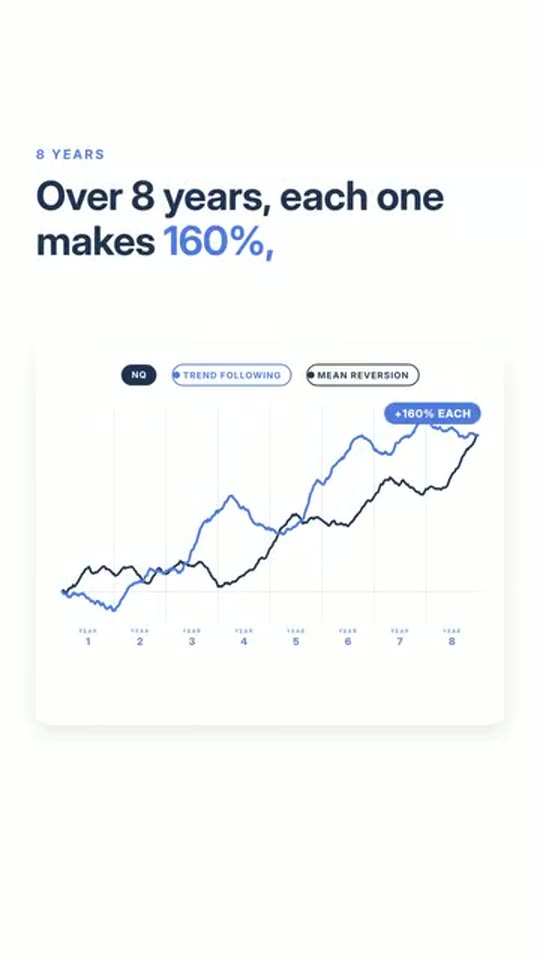 8 YEARS
Over 8 years, each one
makes 160%,
NQ TREND FOLLOWING MEAN REVERSION
+160% EACH
YEAR YEAR YEAR YEAR YEAR YEAR YEAR YEAR
1 2 3 4 5 6 7 8